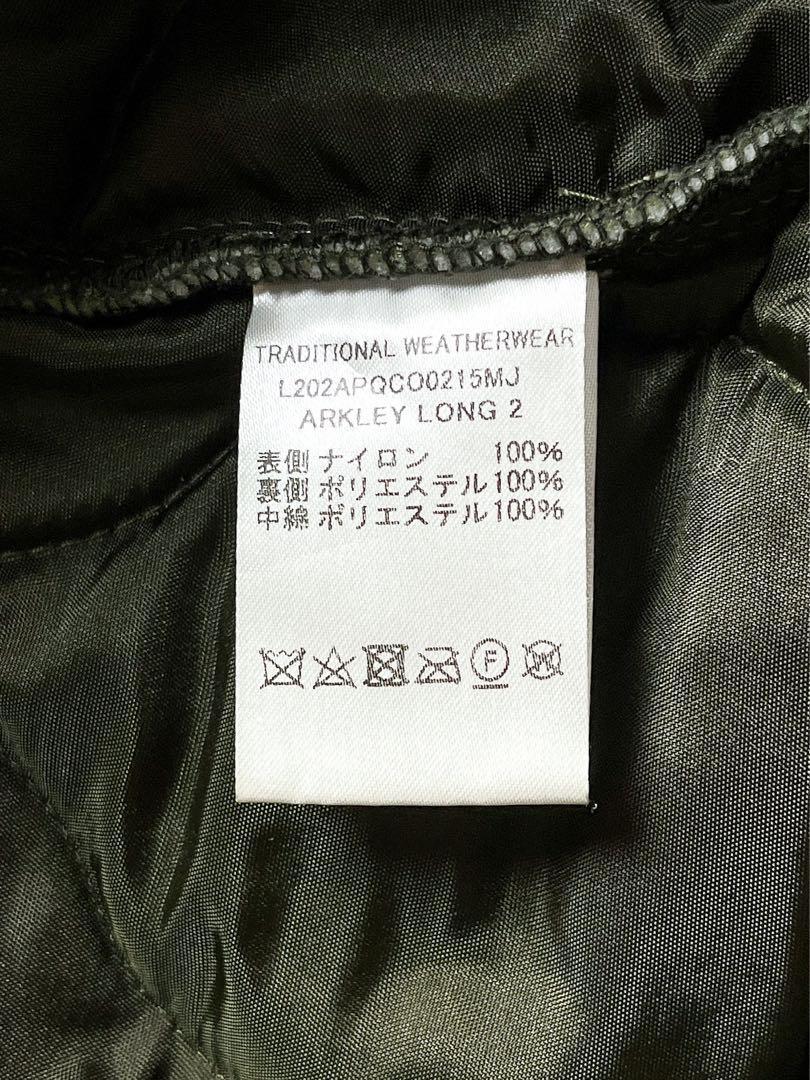 TRADITIONAL WEATHERWEAR
L202APQCO0215MJ
ARKLEY LONG 2
表側 ナイロン 100%
裏側 ポリエステル100%
中綿 ポリエステル100%
F W